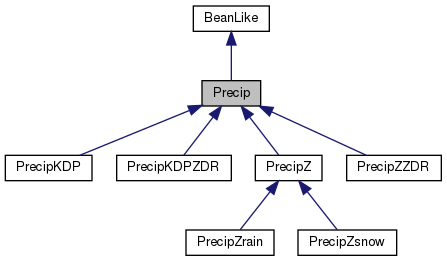 BeanLike
Precip
PrecipKDP
PrecipKDPZDR
PrecipZ
PrecipZZDR
PrecipZrain
PrecipZsnow